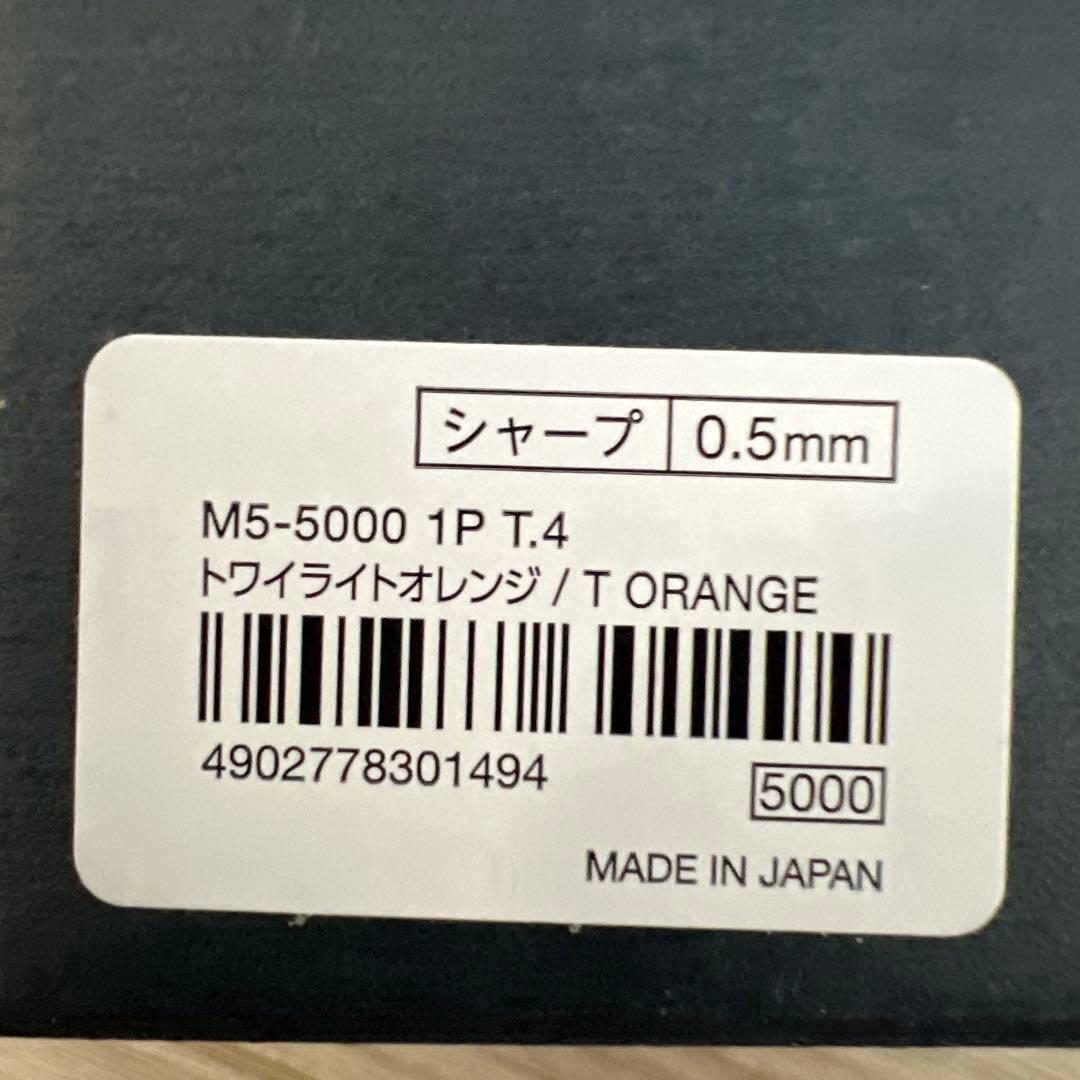 シャープ 0.5mm
M5-5000 1P T.4
トワイライトオレンジ / T ORANGE
4902778301494
5000
MADE IN JAPAN